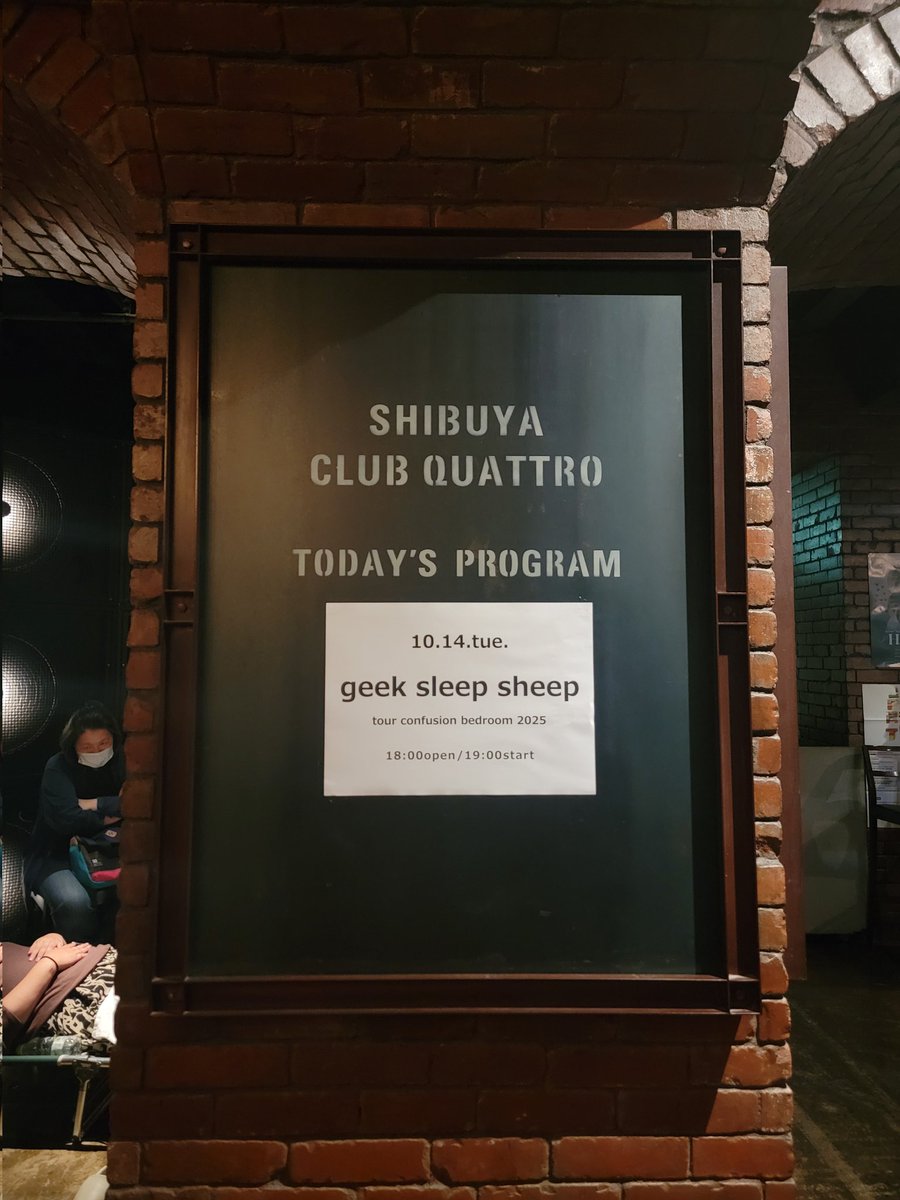 SHIBUYA
CLUB QUATTRO
TODAY'S PROGRAM
10.14.tue.
geek sleep sheep
tour confusion bedroom 2025
18:00open/19:00start